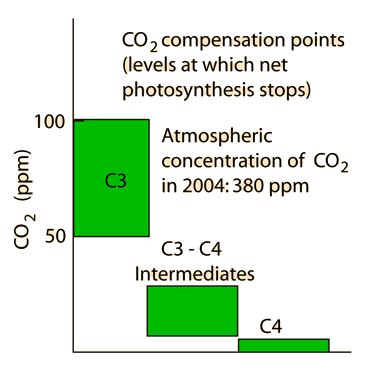 CO2 compensation points
(levels at which net
photosynthesis stops)
100
Atmospheric
concentration of CO2
in 2004: 380 ppm
C3
CO2 (ppm)
50
C3 - C4
Intermediates
C4